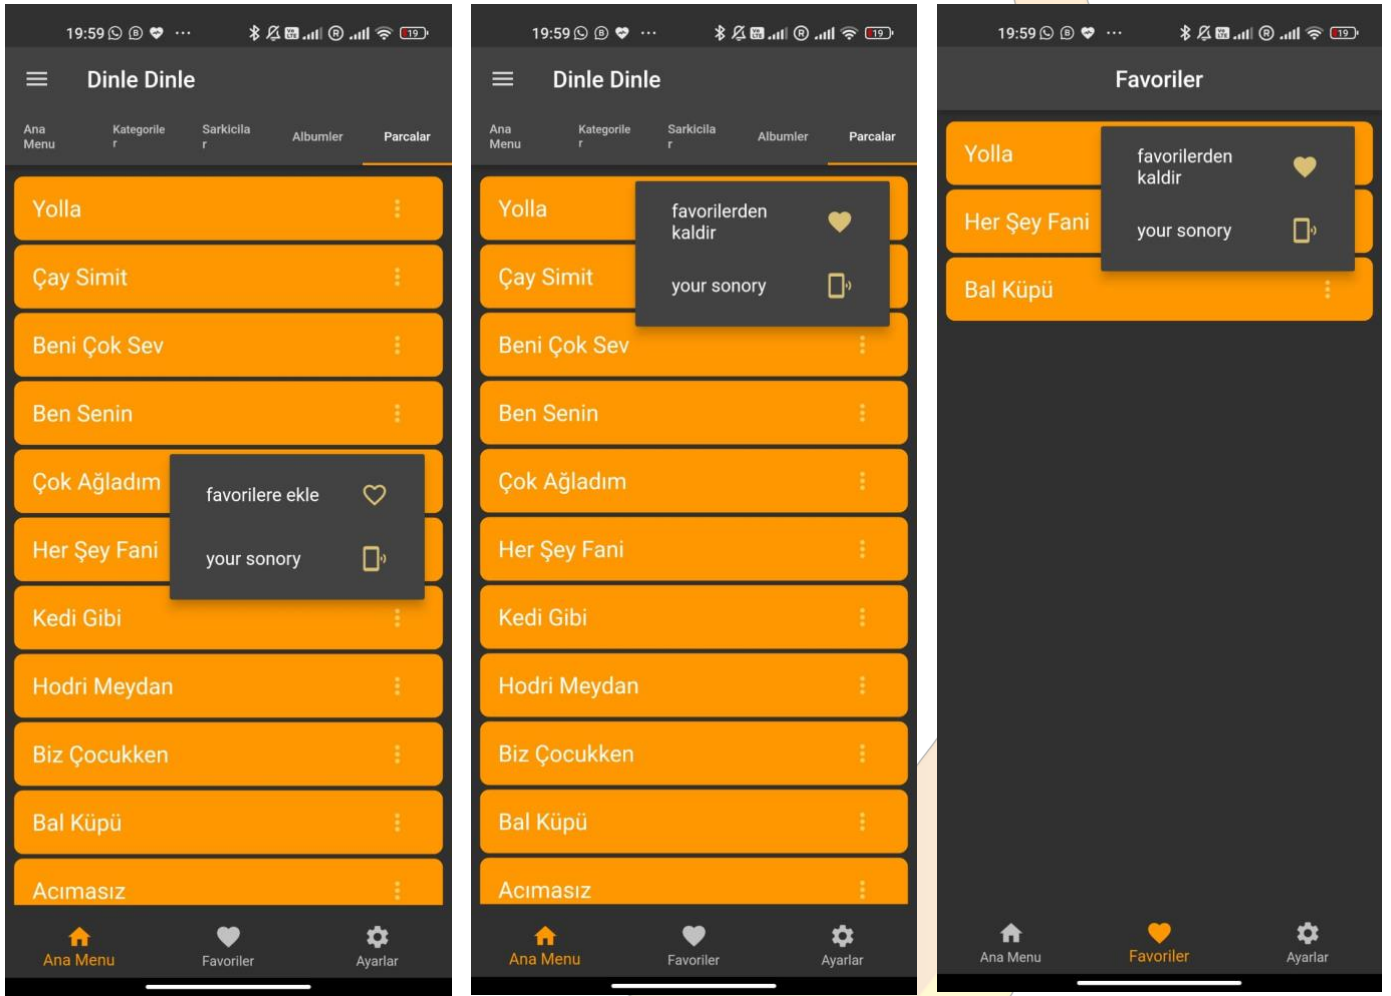 19:59 ... 19
Dinle Dinle
Ana
Menu
Kategorile
r
Sarkicila
r
Albumler
Parcalar
Yolla
Çay Simit
Beni Çok Sev
Ben Senin
Çok Ağladım
favorilere ekle
Her Şey Fani
your sonory
Kedi Gibi
Hodri Meydan
Biz Çocukken
Bal Küpü
Acımasız
Ana Menu
Favoriler
Ayarlar
19:59 ... 19
Dinle Dinle
Ana
Menu
Kategorile
r
Sarkicila
r
Albumler
Parcalar
Yolla
favorilerden
kaldir
Çay Simit
your sonory
Beni Çok Sev
Ben Senin
Çok Ağladım
Her Şey Fani
Kedi Gibi
Hodri Meydan
Biz Çocukken
Bal Küpü
Acımasız
Ana Menu
Favoriler
Ayarlar
19:59 ... 19
Favoriler
Yolla
favorilerden
kaldir
Her Şey Fani
your sonory
Bal Küpü
Ana Menu
Favoriler
Ayarlar